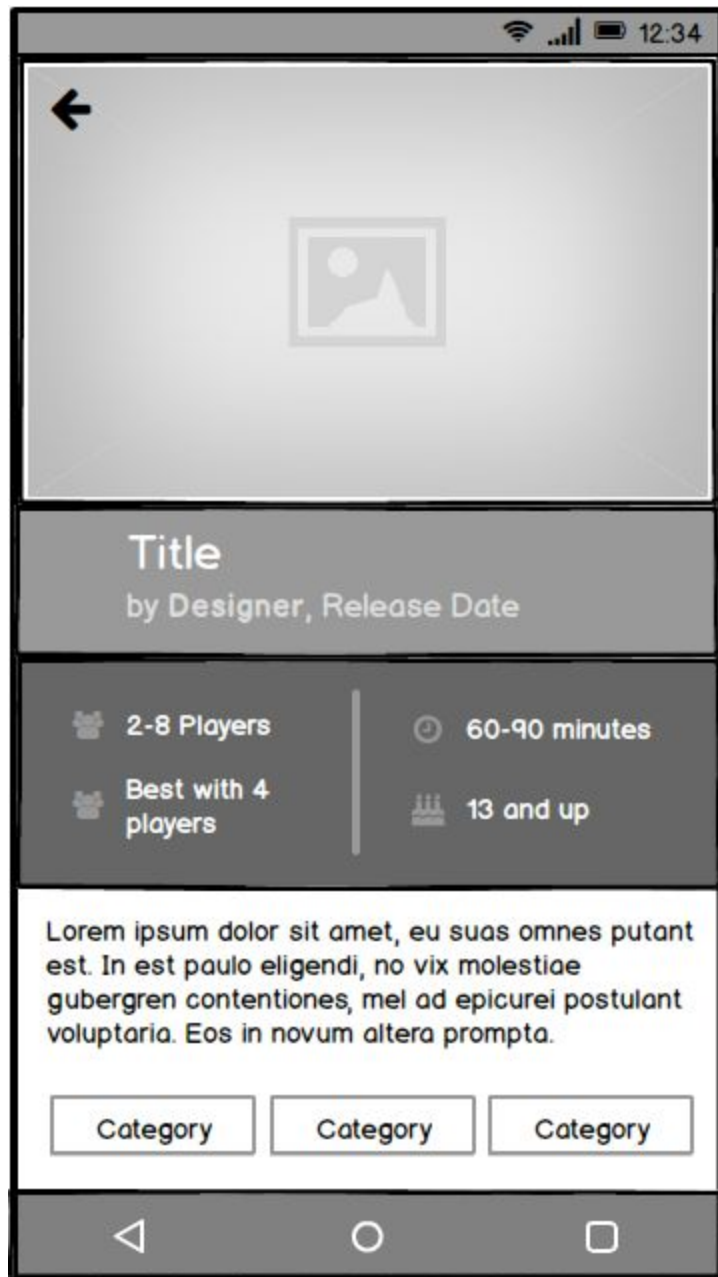 12:34
Title
by Designer, Release Date
2-8 Players
60-90 minutes
Best with 4
players
13 and up
Lorem ipsum dolor sit amet, eu suas omnes putant
est. In est paulo eligendi, no vix molestiae
gubergren contentiones, mel ad epicurei postulant
voluptaria. Eos in novum altera prompta.
Category
Category
Category